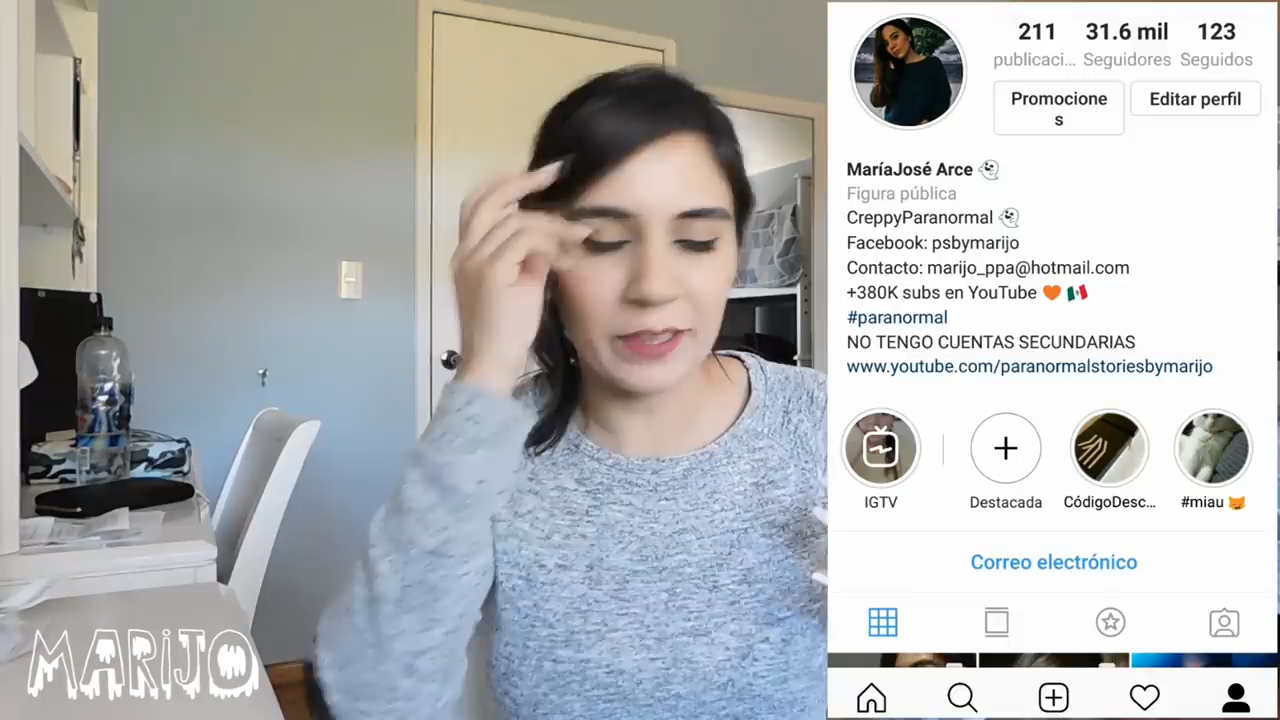 211 31.6 mil 123
publicaci... Seguidores Seguidos
Promocione
s
Editar perfil
MaríaJosé Arce 👻
Figura pública
CreppyParanormal 👻
Facebook: psbymarijo
Contacto: marijo_ppa@hotmail.com
+380K subs en YouTube 🧡 🇲🇽
#paranormal
NO TENGO CUENTAS SECUNDARIAS
www.youtube.com/paranormalstoriesbymarijo
IGTV
Destacada
CódigoDesc...
#miau 😺
Correo electrónico
MARiJO